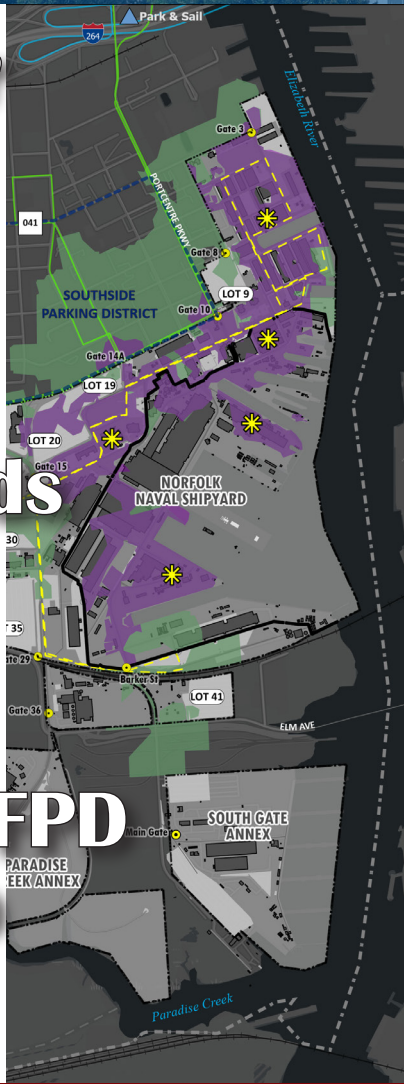 Park & Sail
264
Gate 3
Elizabeth River
PORTCENTRE PKWY
041
Gate 8
SOUTHSIDE
PARKING DISTRICT
LOT 9
Gate 10
Gate 14A
LOT 19
LOT 20
Gate 15
ds
NORFOLK
NAVAL SHIPYARD
30
35
Gate 29
Barker St
LOT 41
Gate 36
ELM AVE
FPD
Main Gate
SOUTH GATE
ANNEX
PARADISE
EEK ANNEX
Paradise Creek